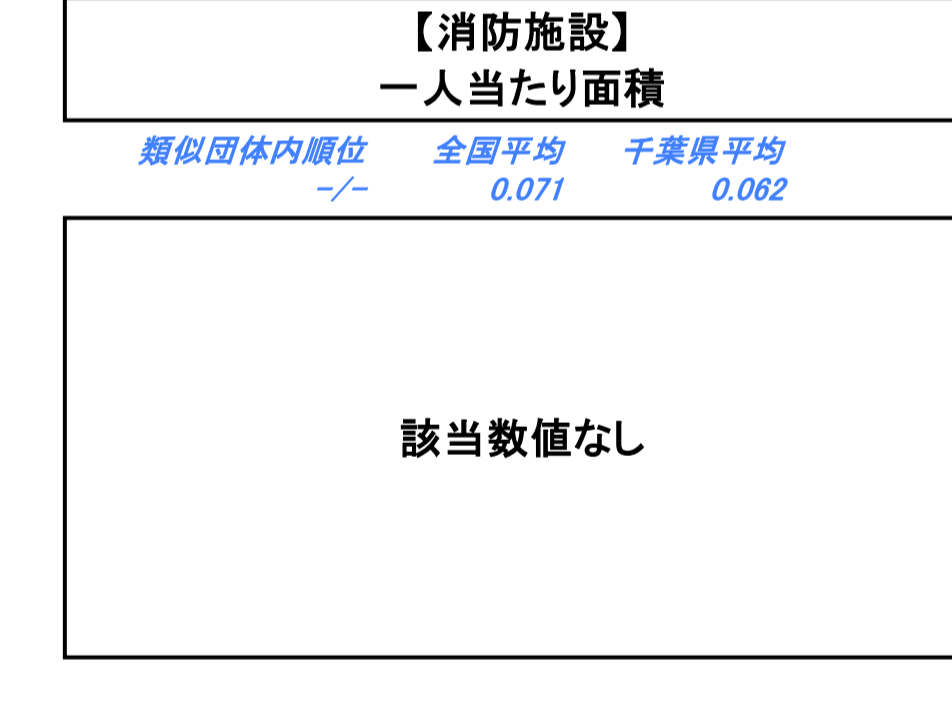 【消防施設】
一人当たり面積
類似団体内順位 全国平均 千葉県平均
-/- 0.071 0.062
該当数値なし